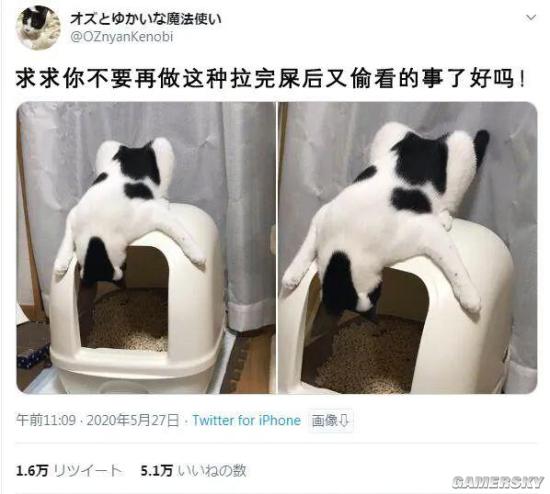 オズとゆかいな魔法使い
@OZnyanKenobi
求求你不要再做这种拉完屎后又偷看的事了好吗！
午前11:09 · 2020年5月27日 · Twitter for iPhone 画像⇩
1.6万 リツイート 5.1万 いいねの数
GAMERSKY